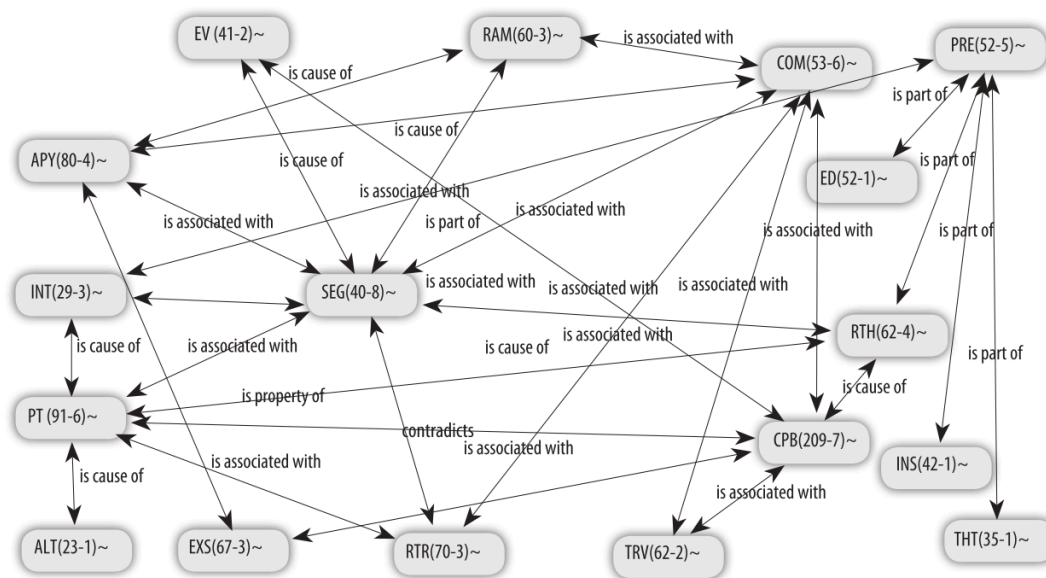 EV (41-2)~
RAM(60-3)~
PRE(52-5)~
is associated with
COM(53-6)~
is cause of
is part of
is cause of
is cause of
APY(80-4)~
is part of
ED(52-1)~
is associated with
is associated with
is associated with
is part of
is associated with
is part of
is associated with
is associated with
INT(29-3)~
SEG(40-8)~
is associated with
is associated with
RTH(62-4)~
is cause of
is associated with
is cause of
is part of
is cause of
is property of
PT (91-6)~
contradicts
CPB(209-7)~
is associated with
is associated with
INS(42-1)~
is cause of
is associated with
ALT(23-1)~
EXS(67-3)~
RTR(70-3)~
TRV(62-2)~
THT(35-1)~